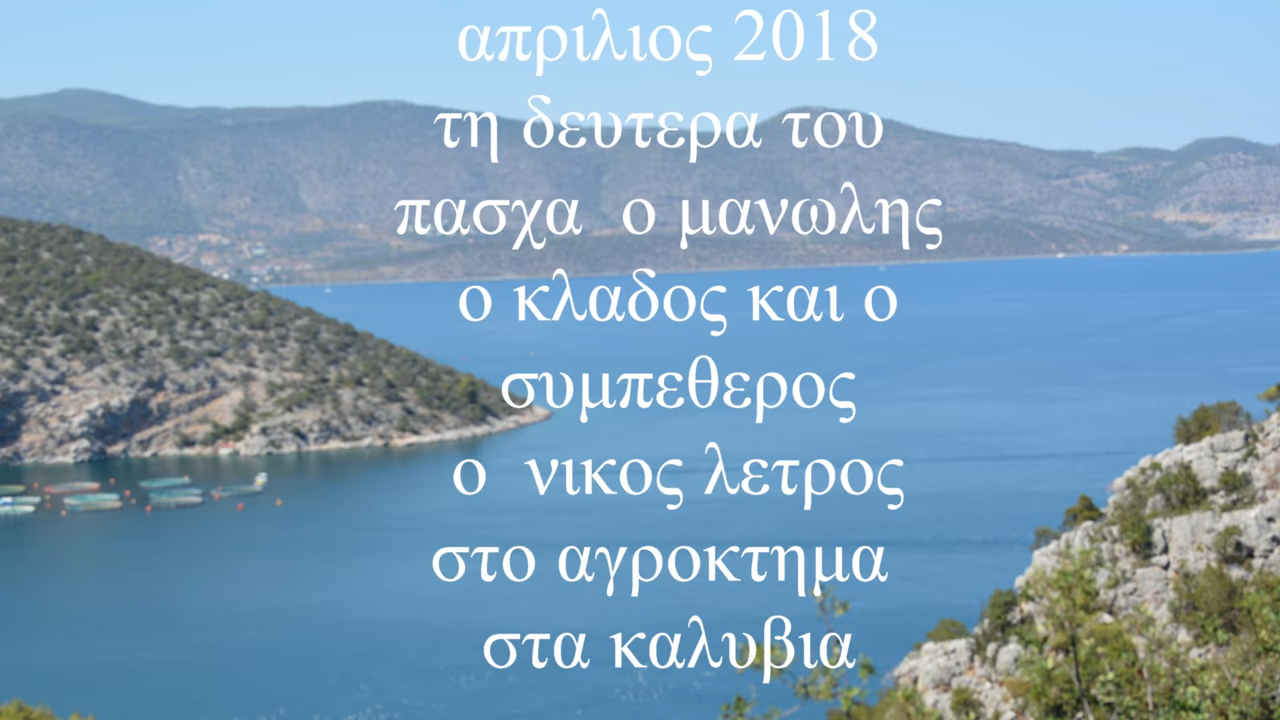 απριλιος 2018
τη δευτερα του
πασχα ο μανωλης
ο κλαδος και ο
συμπεθερος
ο νικος λετρος
στο αγροκτημα
στα καλυβια